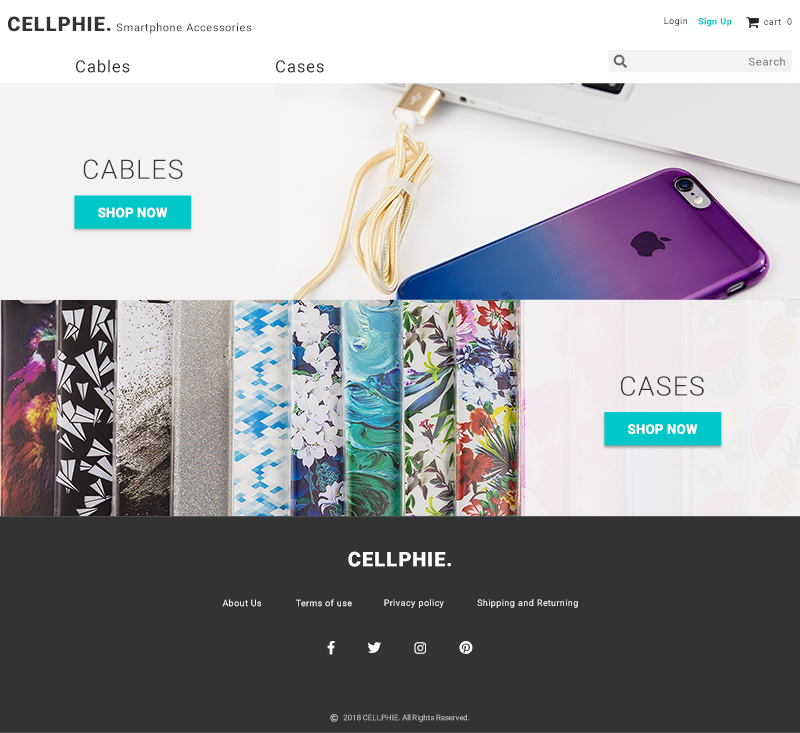 CELLPHIE. Smartphone Accessories
Login Sign Up cart 0
Cables Cases
Search
CABLES
SHOP NOW
CASES
SHOP NOW
CELLPHIE.
About Us Terms of use Privacy policy Shipping and Returning
© 2018 CELLPHIE. All Rights Reserved.